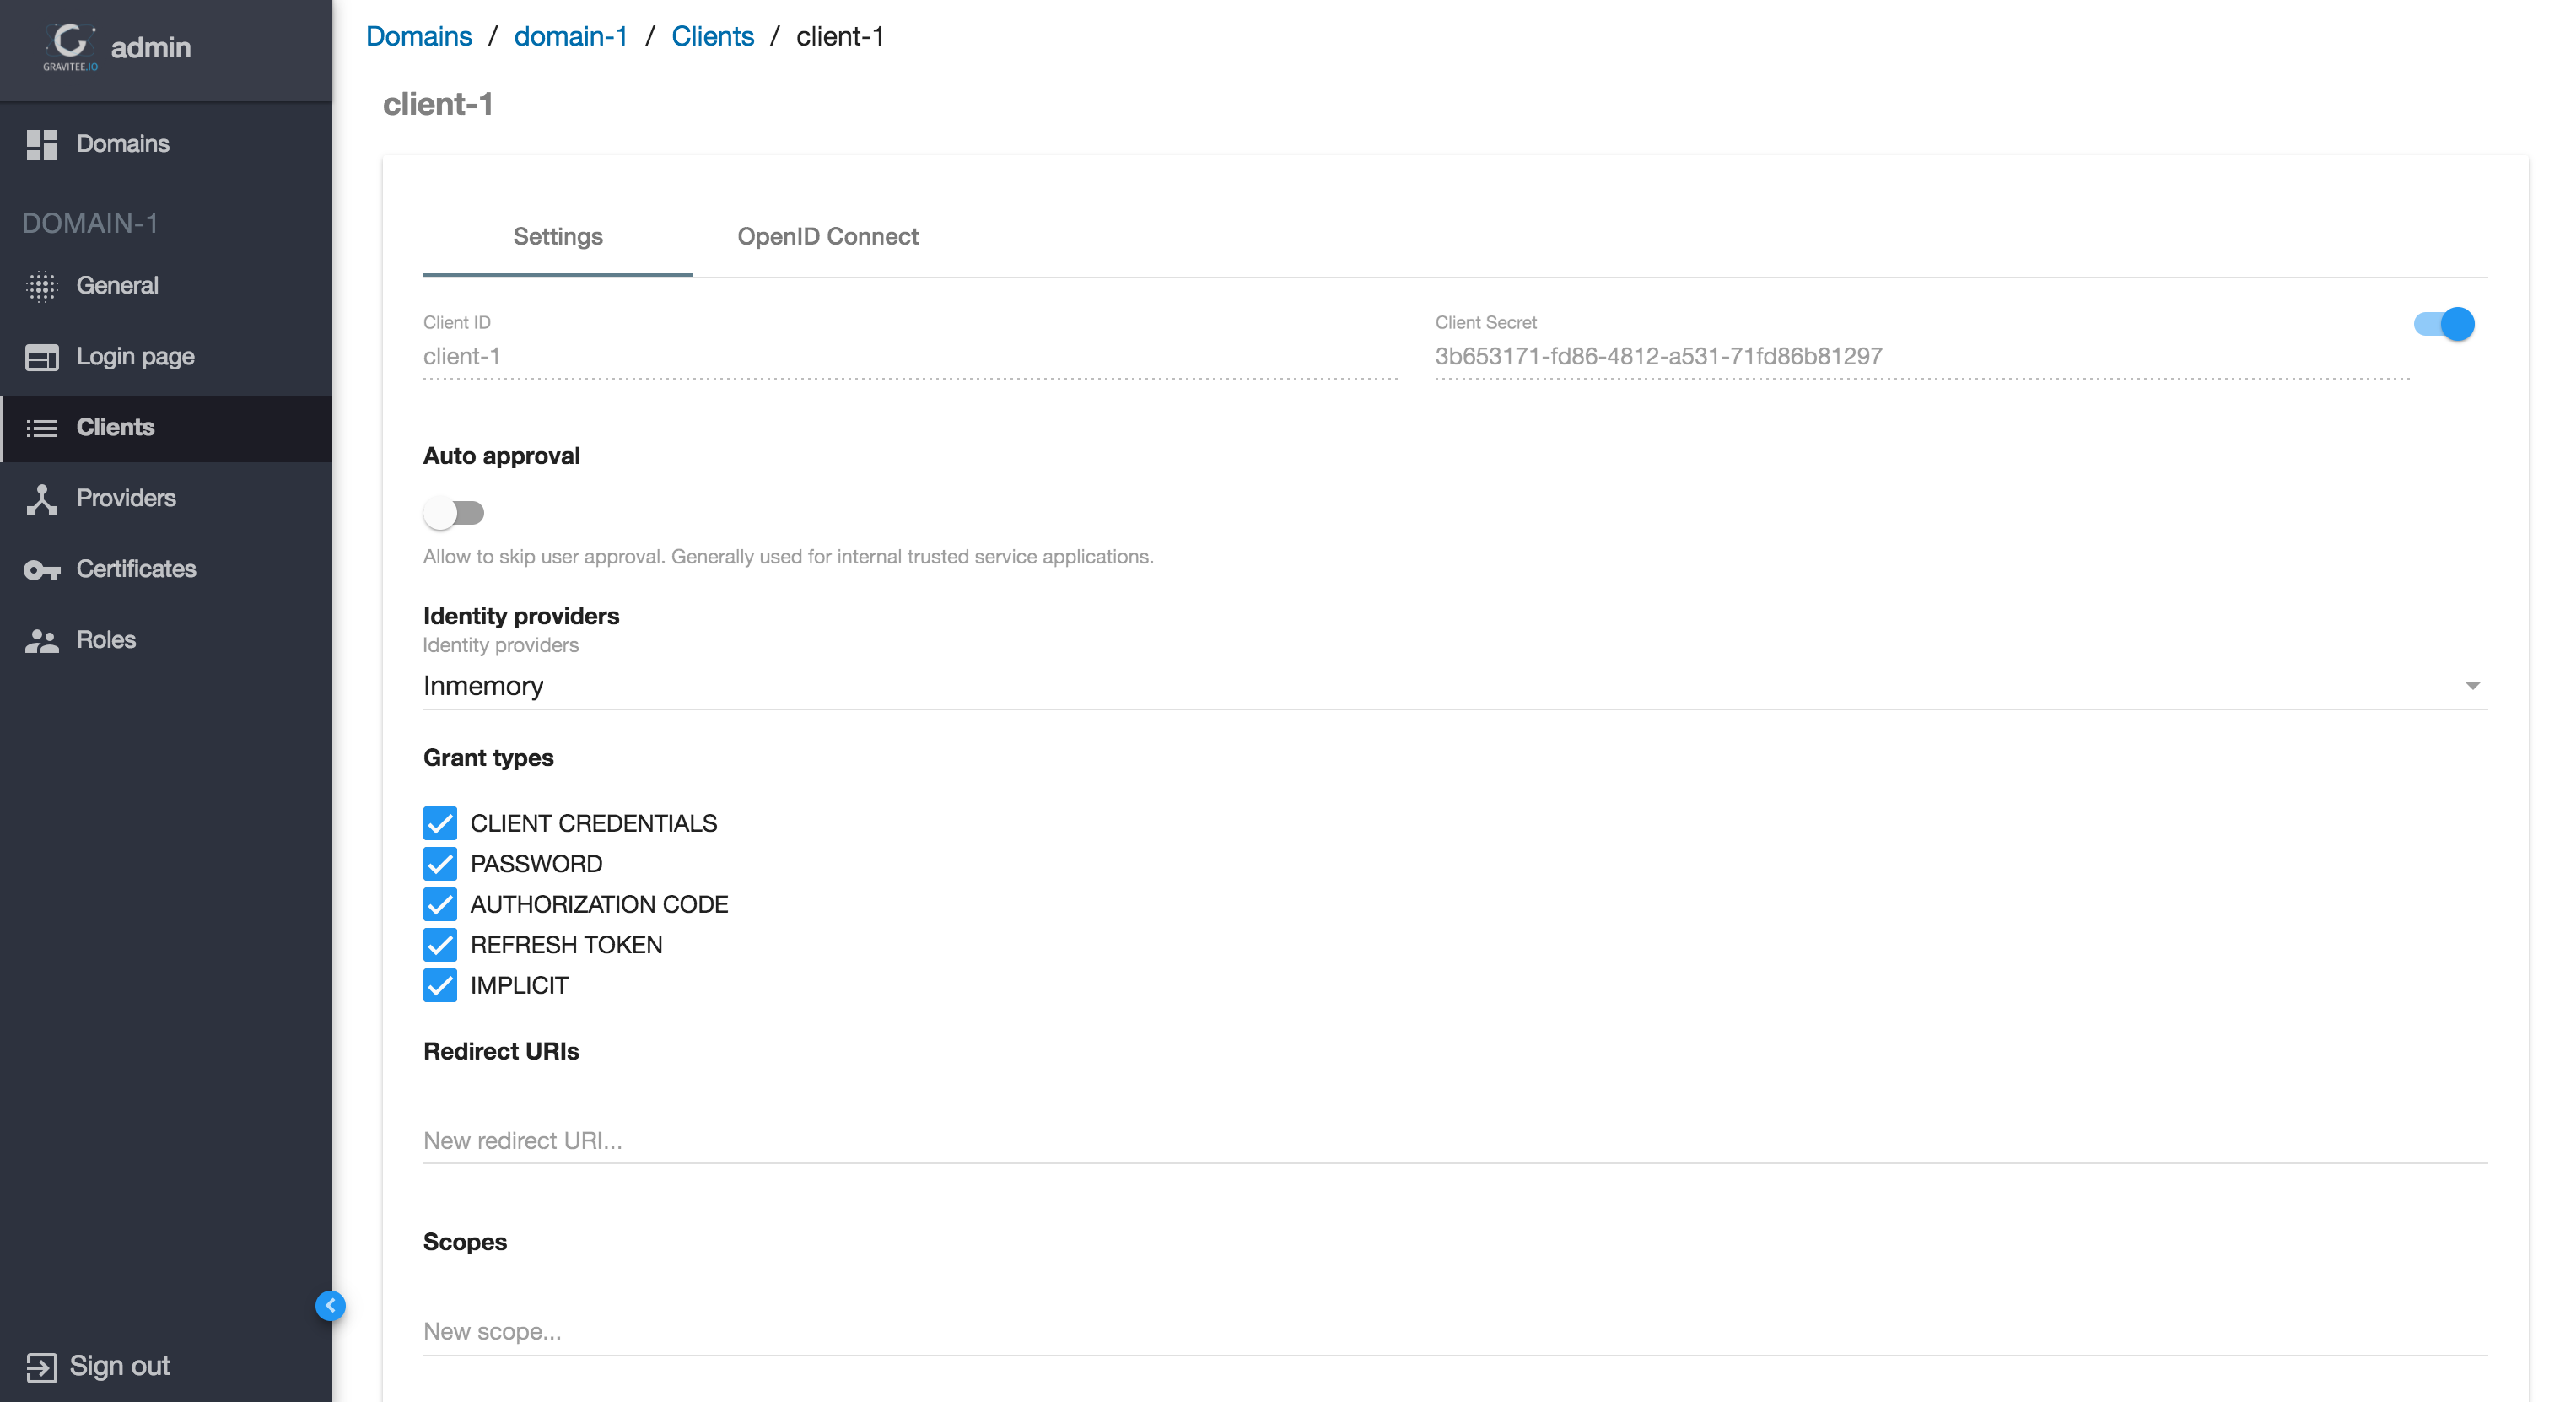 GRAVITEE.IO
admin
Domains
DOMAIN-1
General
Login page
Clients
Providers
Certificates
Roles
Sign out
Domains / domain-1 / Clients / client-1
client-1
Settings OpenID Connect
Client ID
client-1
Client Secret
3b653171-fd86-4812-a531-71fd86b81297
Auto approval
Allow to skip user approval. Generally used for internal trusted service applications.
Identity providers
Identity providers
Inmemory
Grant types
CLIENT CREDENTIALS
PASSWORD
AUTHORIZATION CODE
REFRESH TOKEN
IMPLICIT
Redirect URIs
New redirect URI...
Scopes
New scope...